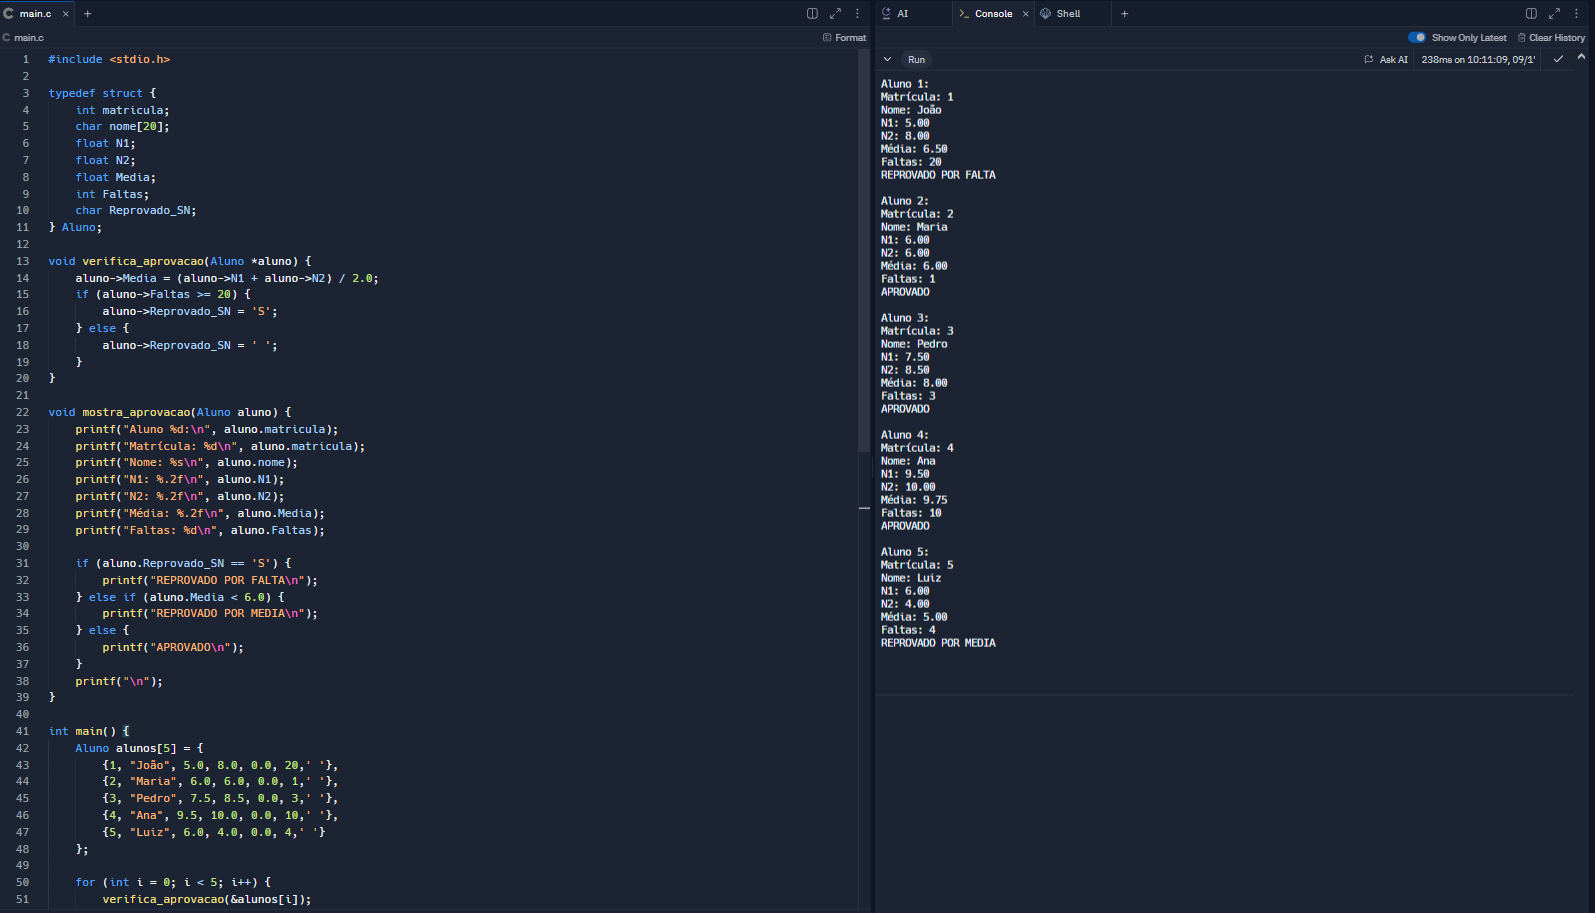 main.c
main.c
Format
1 #include <stdio.h>
2
3 typedef struct {
4     int matricula;
5     char nome[20];
6     float N1;
7     float N2;
8     float Media;
9     int Faltas;
10     char Reprovado_SN;
11 } Aluno;
12
13 void verifica_aprovacao(Aluno *aluno) {
14     aluno->Media = (aluno->N1 + aluno->N2) / 2.0;
15     if (aluno->Faltas >= 20) {
16         aluno->Reprovado_SN = 'S';
17     } else {
18         aluno->Reprovado_SN = ' ';
19     }
20 }
21
22 void mostra_aprovacao(Aluno aluno) {
23     printf("Aluno %d:\n", aluno.matricula);
24     printf("Matrícula: %d\n", aluno.matricula);
25     printf("Nome: %s\n", aluno.nome);
26     printf("N1: %.2f\n", aluno.N1);
27     printf("N2: %.2f\n", aluno.N2);
28     printf("Média: %.2f\n", aluno.Media);
29     printf("Faltas: %d\n", aluno.Faltas);
30
31     if (aluno.Reprovado_SN == 'S') {
32         printf("REPROVADO POR FALTA\n");
33     } else if (aluno.Media < 6.0) {
34         printf("REPROVADO POR MEDIA\n");
35     } else {
36         printf("APROVADO\n");
37     }
38     printf("\n");
39 }
40
41 int main() {
42     Aluno alunos[5] = {
43         {1, "João", 5.0, 8.0, 0.0, 20,' '},
44         {2, "Maria", 6.0, 6.0, 0.0, 1,' '},
45         {3, "Pedro", 7.5, 8.5, 0.0, 3,' '},
46         {4, "Ana", 9.5, 10.0, 0.0, 10,' '},
47         {5, "Luiz", 6.0, 4.0, 0.0, 4,' '}
48     };
49
50     for (int i = 0; i < 5; i++) {
51         verifica_aprovacao(&alunos[i]);
AI
Console
Shell
Show Only Latest
Clear History
Run
Ask AI
238ms on 10:11:09, 09/1'
Aluno 1:
Matrícula: 1
Nome: João
N1: 5.00
N2: 8.00
Média: 6.50
Faltas: 20
REPROVADO POR FALTA
Aluno 2:
Matrícula: 2
Nome: Maria
N1: 6.00
N2: 6.00
Média: 6.00
Faltas: 1
APROVADO
Aluno 3:
Matrícula: 3
Nome: Pedro
N1: 7.50
N2: 8.50
Média: 8.00
Faltas: 3
APROVADO
Aluno 4:
Matrícula: 4
Nome: Ana
N1: 9.50
N2: 10.00
Média: 9.75
Faltas: 10
APROVADO
Aluno 5:
Matrícula: 5
Nome: Luiz
N1: 6.00
N2: 4.00
Média: 5.00
Faltas: 4
REPROVADO POR MEDIA